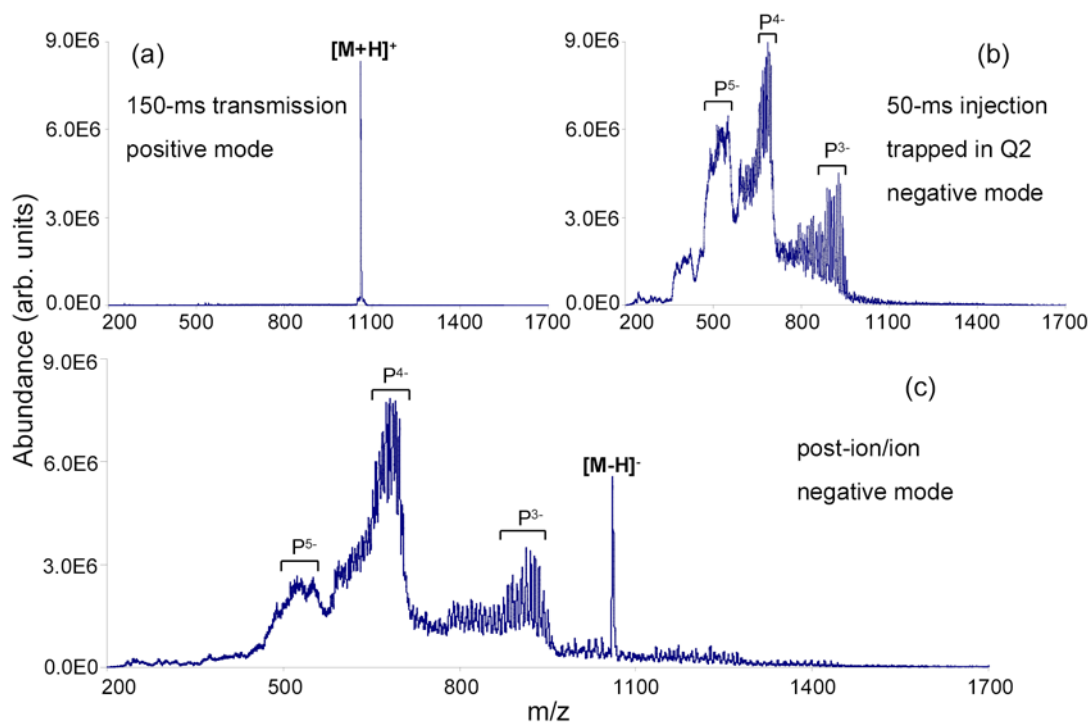 (a)
[M+H]⁺
150-ms transmission
positive mode
9.0E6
6.0E6
3.0E6
0.0E0
200 500 800 1100 1400 1700
(b)
P⁴⁻
P⁵⁻
P³⁻
50-ms injection
trapped in Q2
negative mode
9.0E6
6.0E6
3.0E6
0.0E0
200 500 800 1100 1400 1700
Abundance (arb. units)
(c)
P⁴⁻
[M-H]⁻
P³⁻
P⁵⁻
post-ion/ion
negative mode
9.0E6
6.0E6
3.0E6
0.0E0
200 500 800 1100 1400 1700
m/z